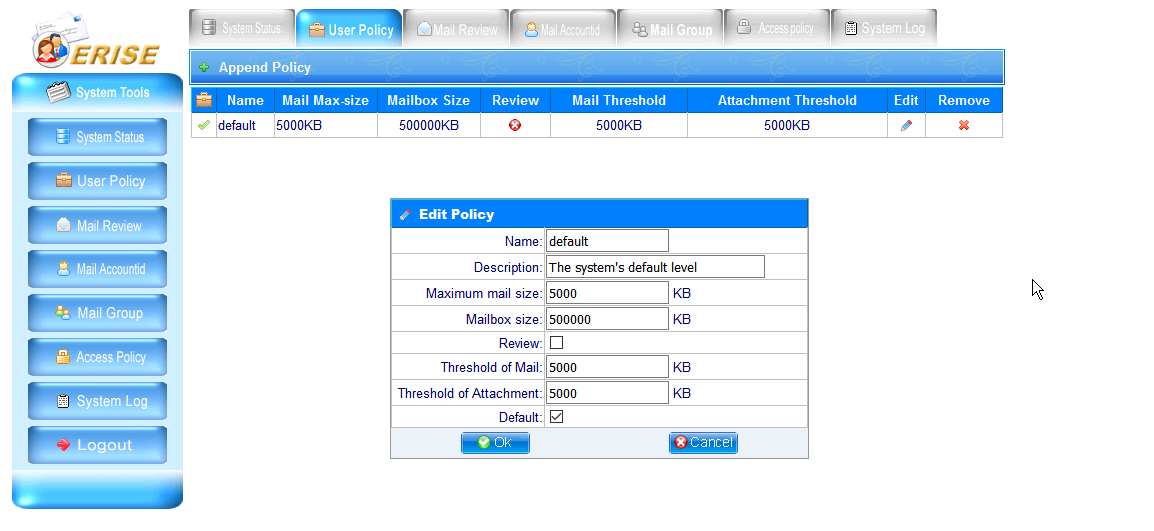 ERISE
System Status User Policy Mail Review Mail Accountid Mail Group Access policy System Log
System Tools
System Status
User Policy
Mail Review
Mail Accountid
Mail Group
Access Policy
System Log
Logout
Append Policy
Name Mail Max-size Mailbox Size Review Mail Threshold Attachment Threshold Edit Remove
default 5000KB 500000KB 5000KB 5000KB
Edit Policy
Name: default
Description: The system's default level
Maximum mail size: 5000 KB
Mailbox size: 500000 KB
Review:
Threshold of Mail: 5000 KB
Threshold of Attachment: 5000 KB
Default:
Ok Cancel